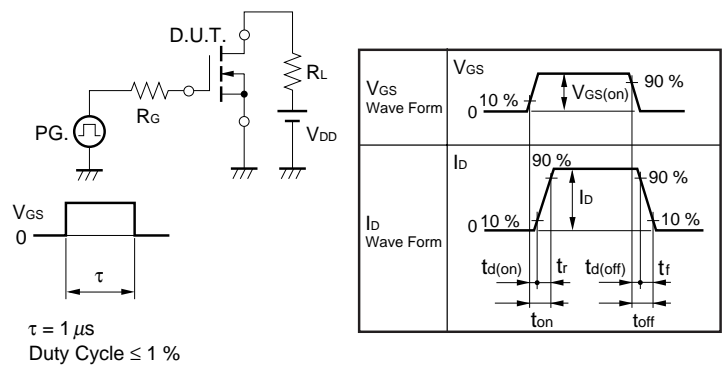 D.U.T.
RL
RG
PG.
VDD
VGS
0
τ
τ = 1 μs
Duty Cycle ≤ 1 %
VGS
Wave Form
VGS
10 %
0
VGS(on)
90 %
ID
Wave Form
ID
90 %
90 %
ID
0 10 %
10 %
td(on)
tr
td(off)
tf
ton
toff